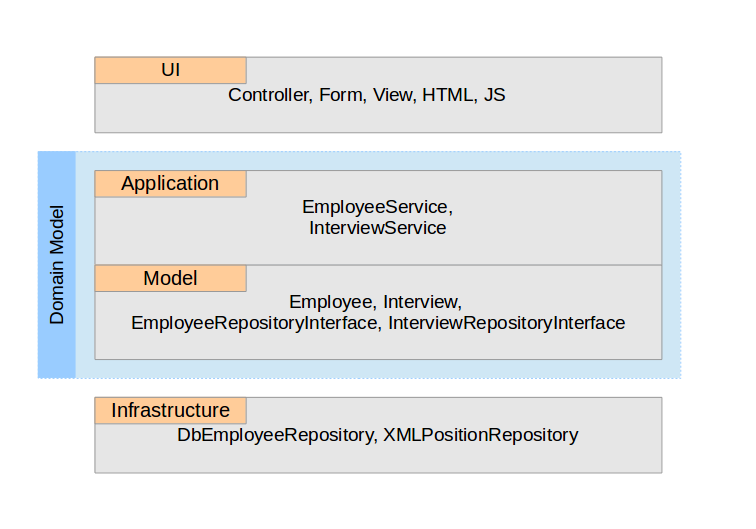 UI
Controller, Form, View, HTML, JS
Domain Model
Application
EmployeeService,
InterviewService
Model
Employee, Interview,
EmployeeRepositoryInterface, InterviewRepositoryInterface
Infrastructure
DbEmployeeRepository, XMLPositionRepository